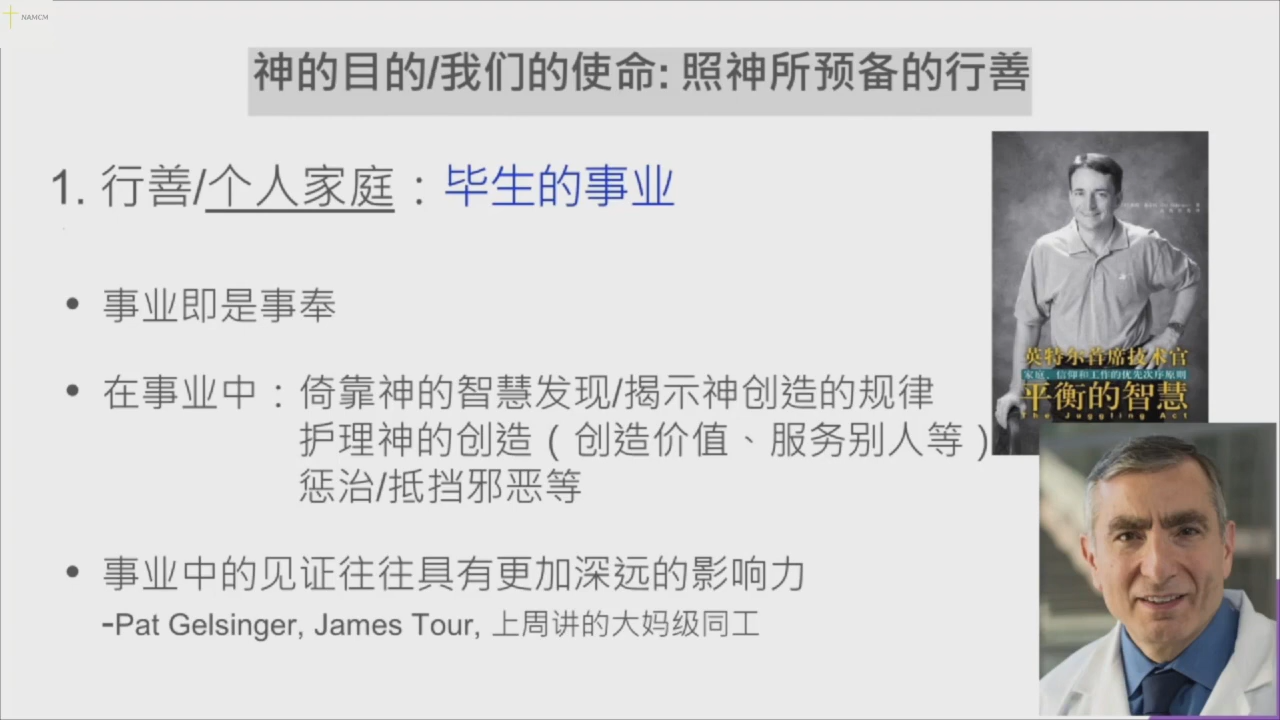 NAMCM
神的目的/我们的使命: 照神所预备的行善
1. 行善/个人家庭：毕生的事业
• 事业即是事奉
• 在事业中：倚靠神的智慧发现/揭示神创造的规律
护理神的创造（创造价值、服务别人等）
惩治/抵挡邪恶等
• 事业中的见证往往具有更加深远的影响力
-Pat Gelsinger, James Tour, 上周讲的大妈级同工
英特尔首席技术官
家庭、信仰和工作的优先次序原则
平衡的智慧
The Juggling Act